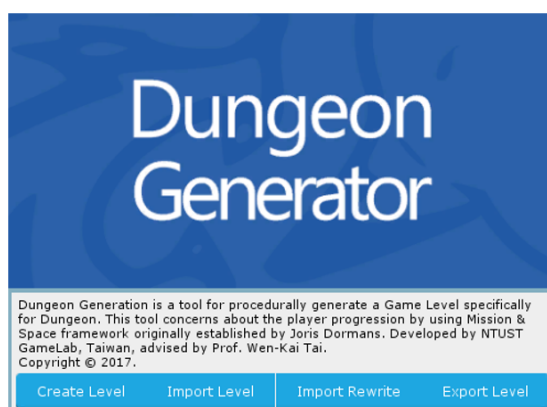 Dungeon
Generator
Dungeon Generation is a tool for procedurally generate a Game Level specifically
for Dungeon. This tool concerns about the player progression by using Mission &
Space framework originally established by Joris Dormans. Developed by NTUST
GameLab, Taiwan, advised by Prof. Wen-Kai Tai.
Copyright © 2017.
Create Level Import Level Import Rewrite Export Level